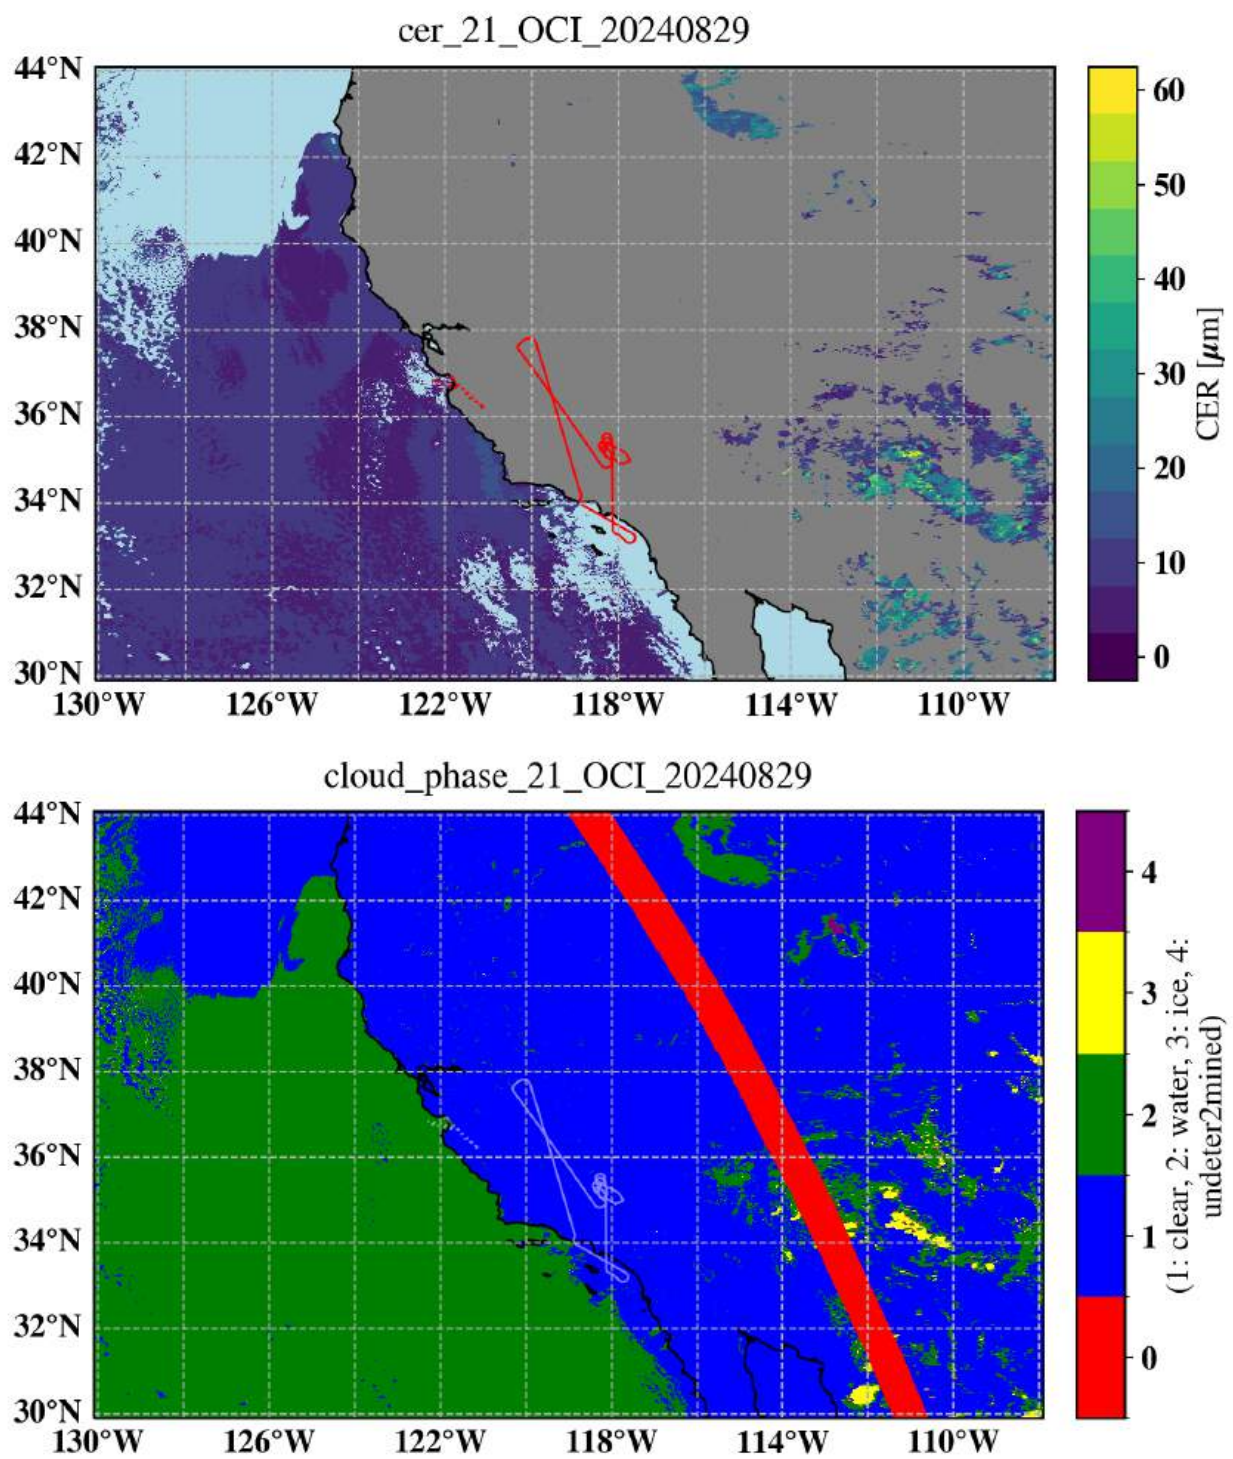 cer_21_OCI_20240829
44°N
42°N
40°N
38°N
36°N
34°N
32°N
30°N
130°W 126°W 122°W 118°W 114°W 110°W
60
50
40
30
20
10
0
CER [μm]
cloud_phase_21_OCI_20240829
44°N
42°N
40°N
38°N
36°N
34°N
32°N
30°N
130°W 126°W 122°W 118°W 114°W 110°W
4
3
2
1
0
(1: clear, 2: water, 3: ice, 4:
undeter2mined)